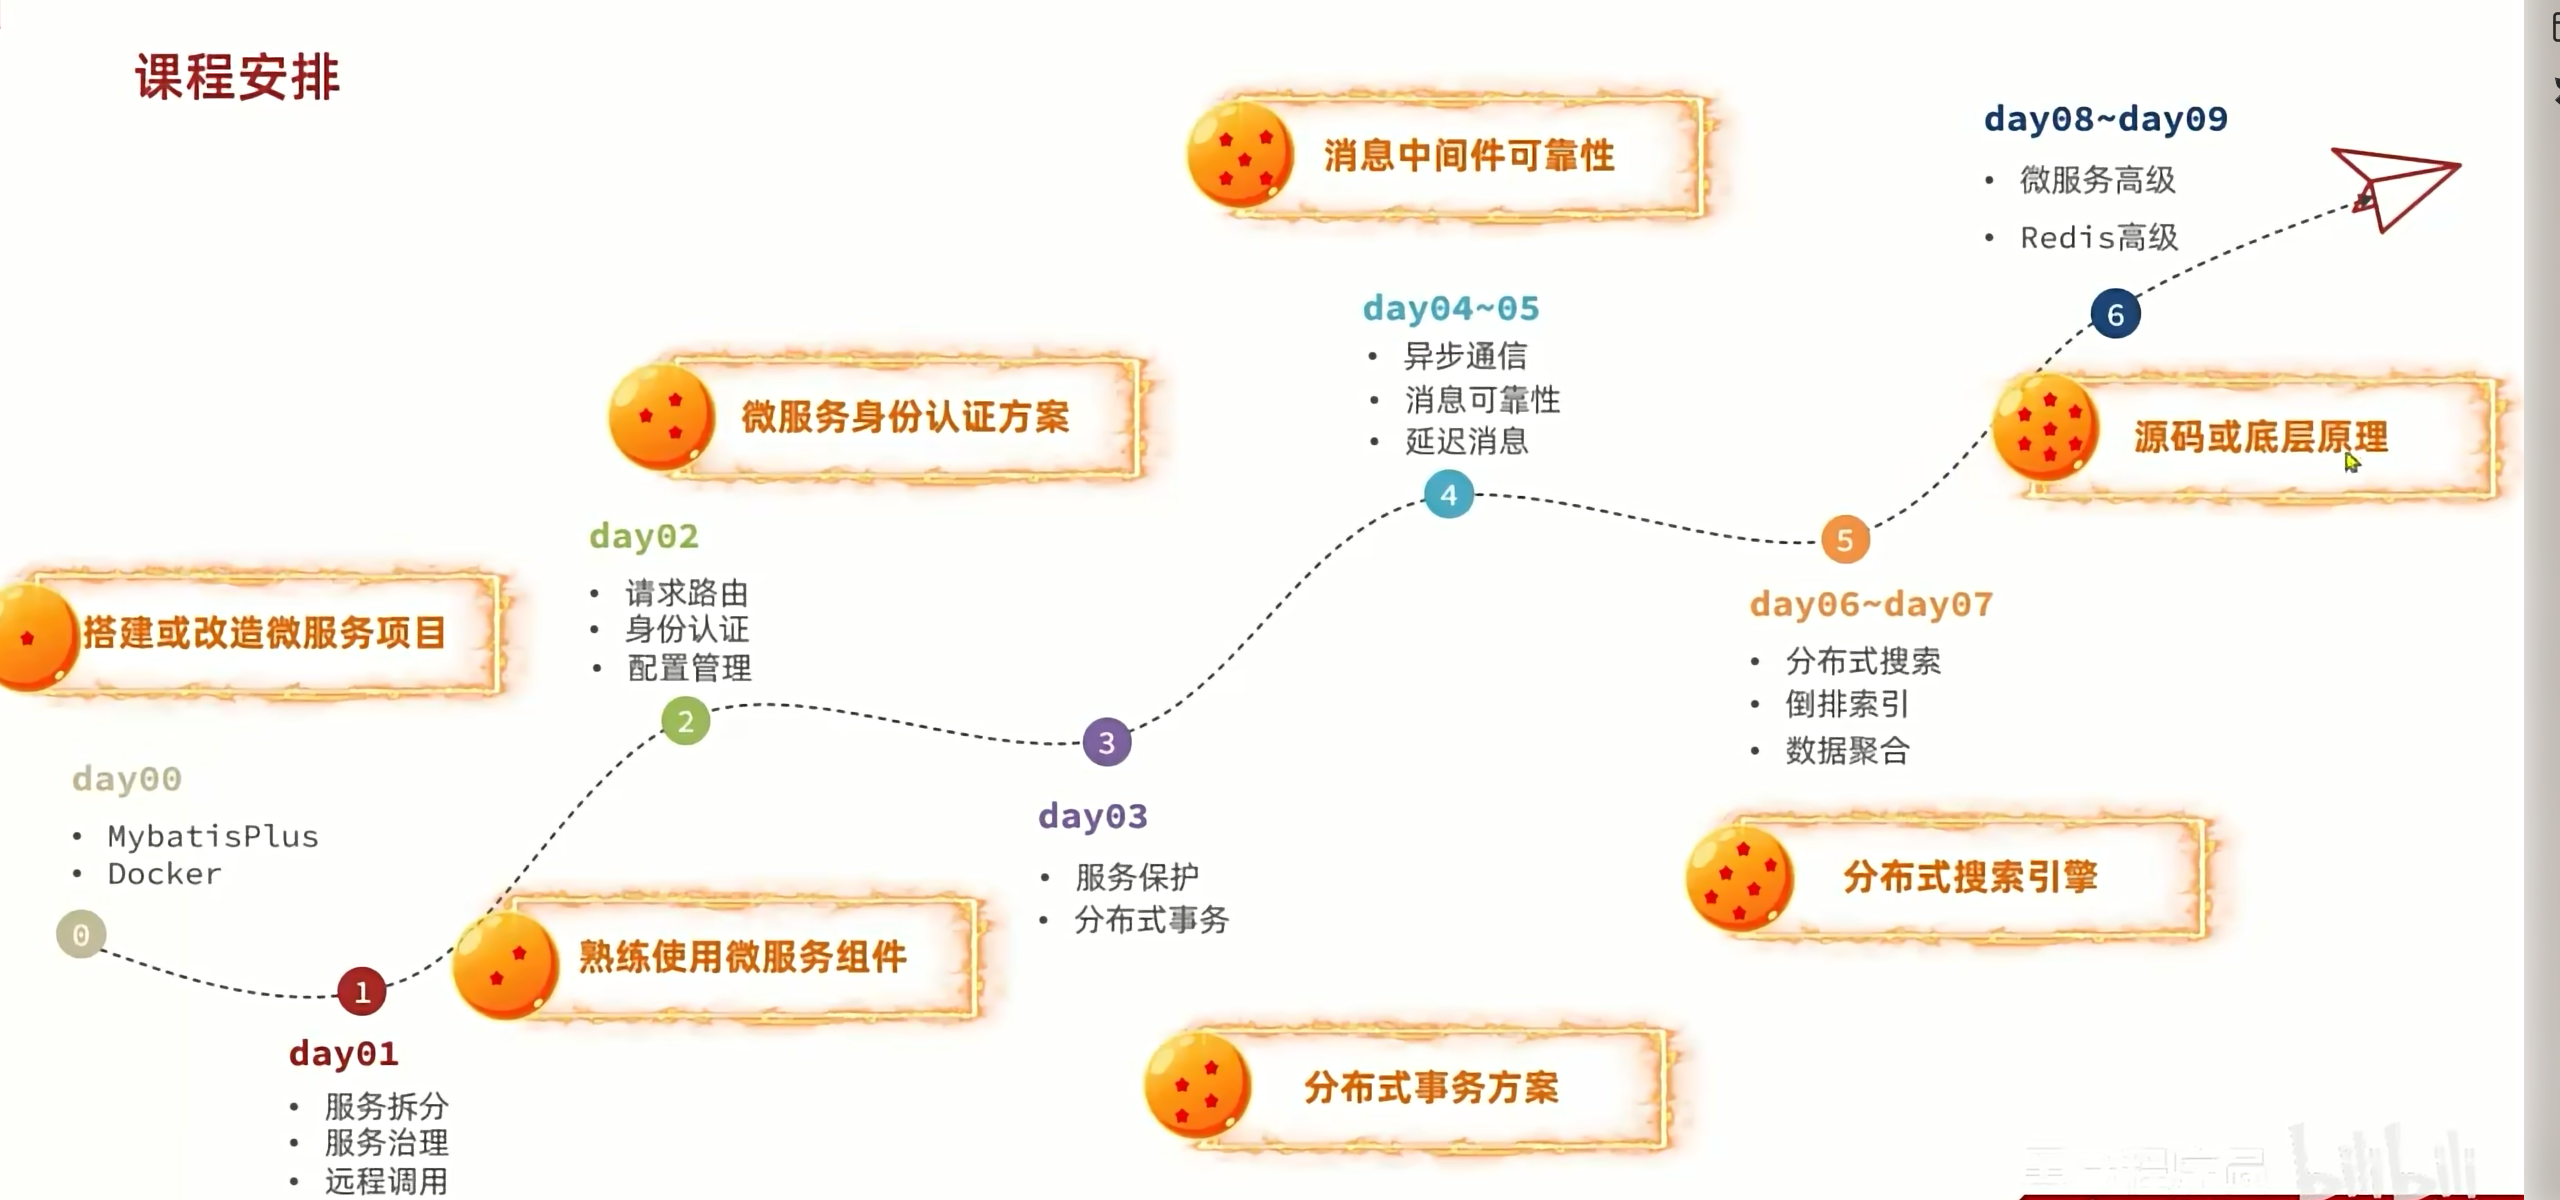 课程安排
消息中间件可靠性
day08~day09
• 微服务高级
• Redis高级
6
day04~05
• 异步通信
• 消息可靠性
• 延迟消息
4
微服务身份认证方案
源码或底层原理
day02
• 请求路由
• 身份认证
• 配置管理
2
5
day06~day07
• 分布式搜索
• 倒排索引
• 数据聚合
搭建或改造微服务项目
3
day03
• 服务保护
• 分布式事务
day00
• MybatisPlus
• Docker
0
分布式搜索引擎
熟练使用微服务组件
1
day01
• 服务拆分
• 服务治理
• 远程调用
分布式事务方案
bilibili